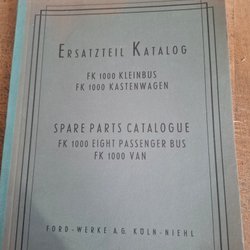 ERSATZTEIL KATALOG
FK 1000 KLEINBUS
FK 1000 KASTENWAGEN
SPARE PARTS CATALOGUE
FK 1000 EIGHT PASSENGER BUS
FK 1000 VAN
FORD-WERKE A.G. KÖLN-NIEHL